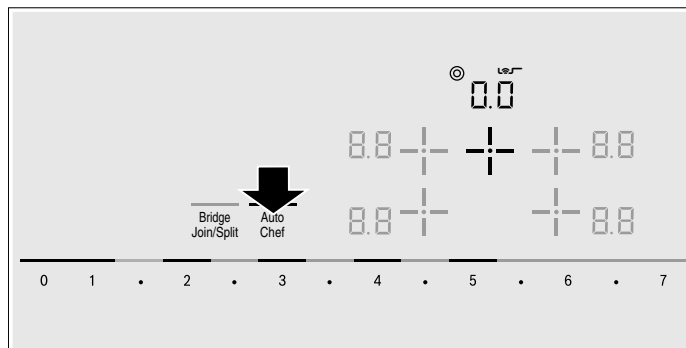 0.0
8.8 8.8
Bridge Auto
Join/Split Chef
8.8 8.8
0 1 • 2 • 3 • 4 • 5 • 6 • 7